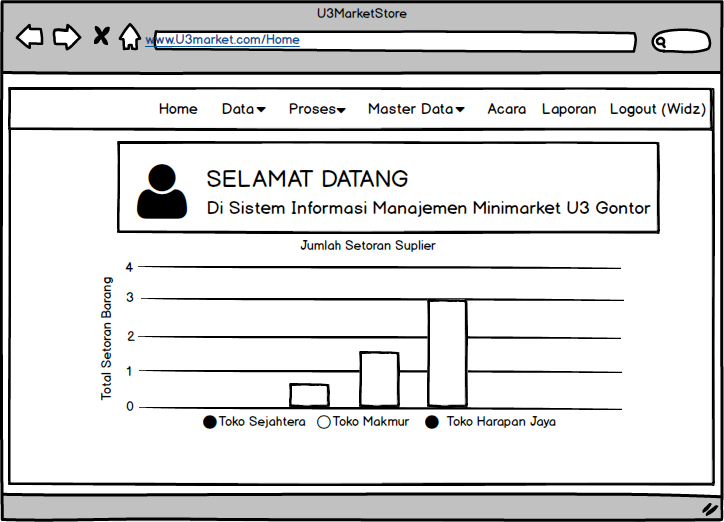 U3MarketStore
www.U3market.com/Home
Home Data Proses Master Data Acara Laporan Logout (Widz)
SELAMAT DATANG
Di Sistem Informasi Manajemen Minimarket U3 Gontor
Jumlah Setoran Suplier
Total Setoran Barang
4
3
2
1
0
Toko Sejahtera Toko Makmur Toko Harapan Jaya